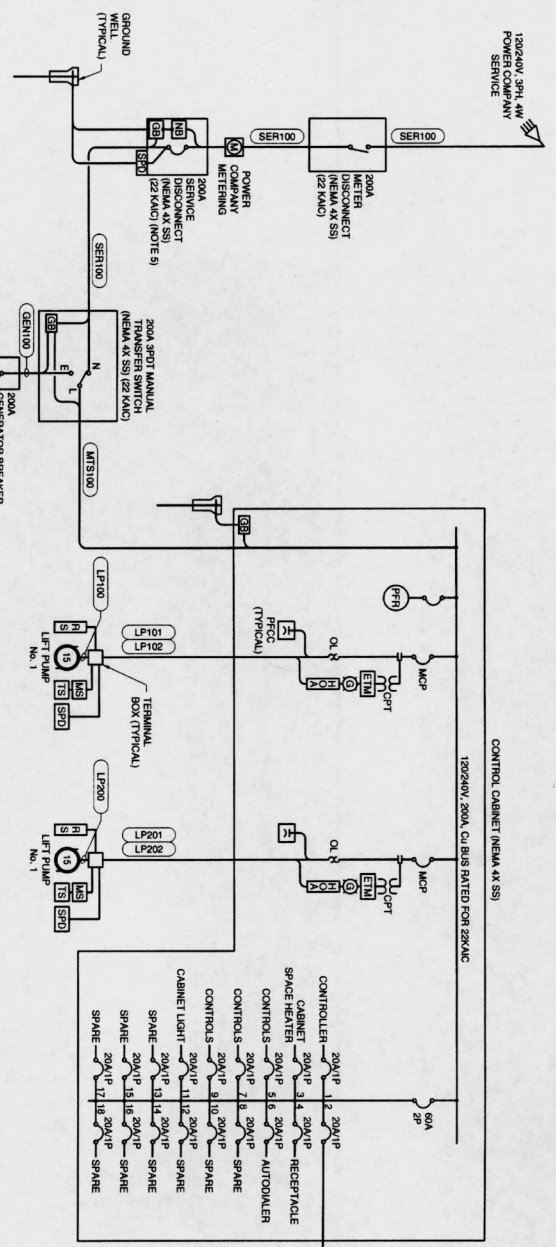 120/240V, 3PH, 4W
POWER COMPANY
SERVICE
SER100
200A
METER
DISCONNECT
(NEMA 4X SS)
(22 KAIC)
SER100
M
POWER
COMPANY
METERING
NB
GB
SPD
200A
SERVICE
DISCONNECT
(NEMA 4X SS)
(22 KAIC) (NOTE 5)
GROUND
WELL
(TYPICAL)
SER100
200A 3PDT MANUAL
TRANSFER SWITCH
(NEMA 4X SS) (22 KAIC)
GB
N
E
L
GEN100
200A
GENERATOR BREAKER
MTS100
CONTROL CABINET (NEMA 4X SS)
120/240V, 200A, Cu BUS RATED FOR 22KAIC
GB
PFR
MCP
CPT
ETM
G
H
O
A
OL
PFCC
(TYPICAL)
LP101
LP102
TERMINAL
BOX (TYPICAL)
LP100
R
S
15
MS
TS
SPD
LIFT PUMP
No. 1
MCP
CPT
ETM
G
H
O
A
OL
LP201
LP202
LP200
R
S
15
MS
TS
SPD
LIFT PUMP
No. 1
60A
2P
CONTROLLER 20A/1P 1 2 20A/1P
CABINET
SPACE HEATER 20A/1P 3 4 20A/1P RECEPTACLE
CONTROLS 20A/1P 5 6 20A/1P AUTODIALER
CONTROLS 20A/1P 7 8 20A/1P SPARE
CONTROLS 20A/1P 9 10 20A/1P SPARE
CABINET LIGHT 20A/1P 11 12 20A/1P SPARE
SPARE 20A/1P 13 14 20A/1P SPARE
SPARE 20A/1P 15 16 20A/1P SPARE
SPARE 20A/1P 17 18 20A/1P SPARE